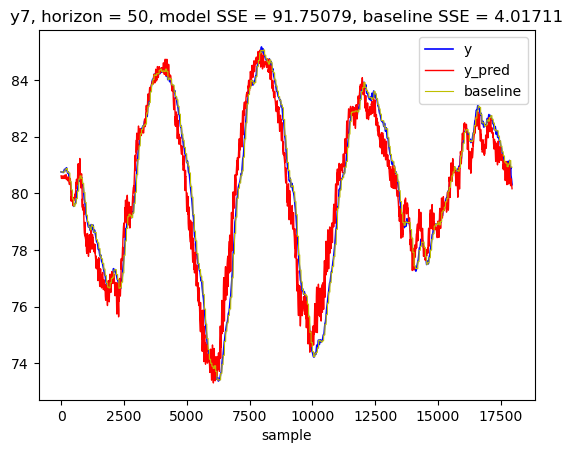 y7, horizon = 50, model SSE = 91.75079, baseline SSE = 4.01711
y
y_pred
baseline
84
82
80
78
76
74
0 2500 5000 7500 10000 12500 15000 17500
sample